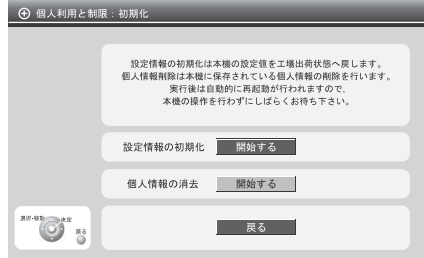 個人利用と制限：初期化
設定情報の初期化は本機の設定値を工場出荷状態へ戻します。
個人情報削除は本機に保存されている個人情報の削除を行います。
実行後は自動的に再起動が行われますので、
本機の操作を行わずにしばらくお待ち下さい。
設定情報の初期化 開始する
個人情報の消去 開始する
選択・移動 決定
戻る
戻る